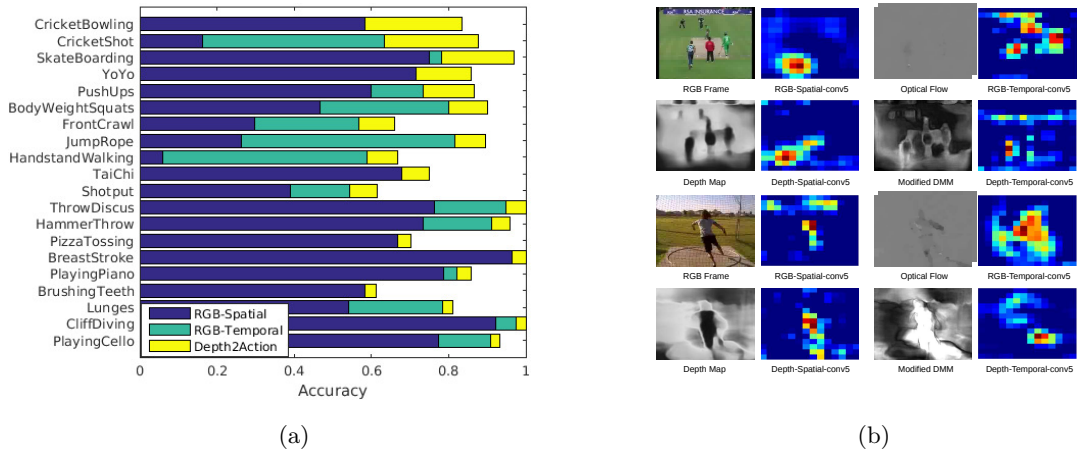 CricketBowling
CricketShot
SkateBoarding
YoYo
PushUps
BodyWeightSquats
FrontCrawl
JumpRope
HandstandWalking
TaiChi
Shotput
ThrowDiscus
HammerThrow
PizzaTossing
BreastStroke
PlayingPiano
BrushingTeeth
Lunges
CliffDiving
PlayingCello
RGB-Spatial
RGB-Temporal
Depth2Action
0 0.2 0.4 0.6 0.8 1
Accuracy
(a)
RSA INSURANCE
RGB Frame RGB-Spatial-conv5 Optical Flow RGB-Temporal-conv5
Depth Map Depth-Spatial-conv5 Modified DMM Depth-Temporal-conv5
RGB Frame RGB-Spatial-conv5 Optical Flow RGB-Temporal-conv5
Depth Map Depth-Spatial-conv5 Modified DMM Depth-Temporal-conv5
(b)